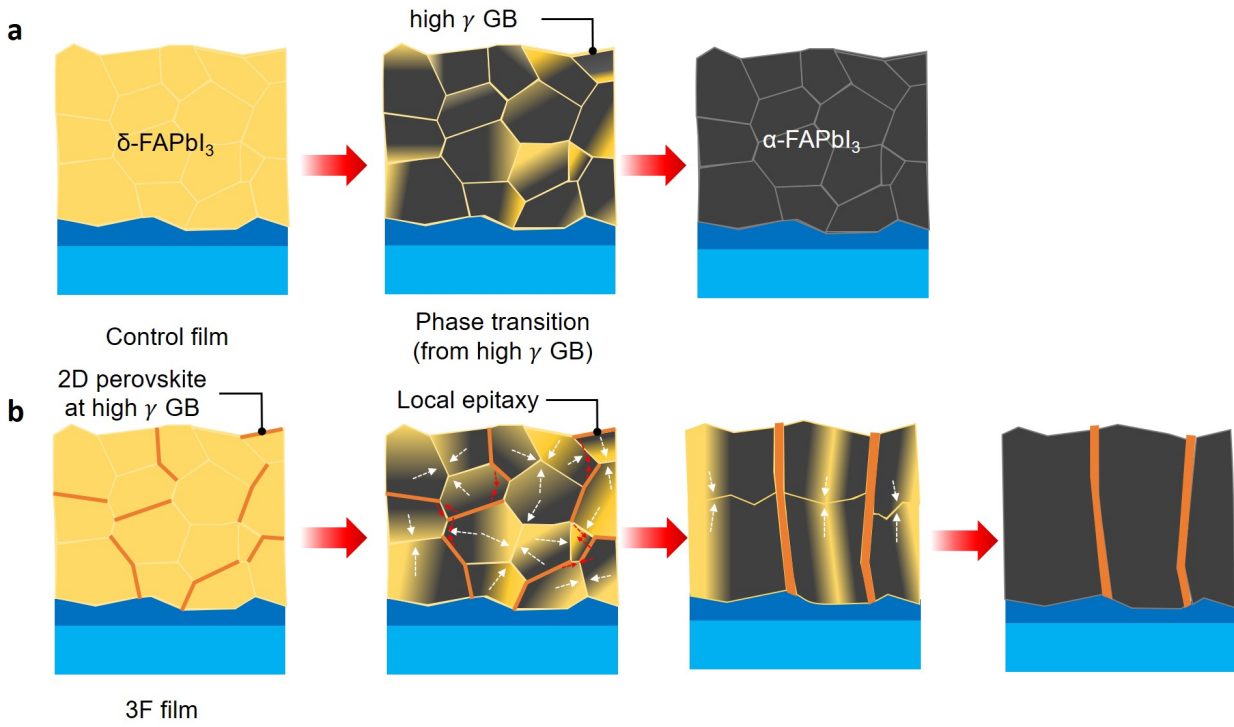 a
high γ GB
δ-FAPbI₃
α-FAPbI₃
Control film
Phase transition
(from high γ GB)
b
2D perovskite
at high γ GB
Local epitaxy
3F film